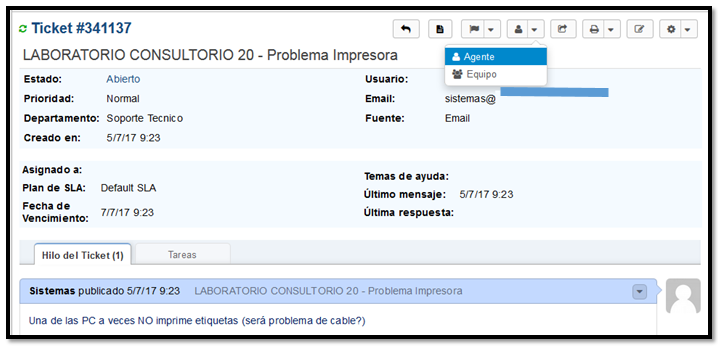 Ticket #341137
LABORATORIO CONSULTORIO 20 - Problema Impresora
Agente
Equipo
Estado: Abierto
Usuario:
Prioridad: Normal
Email: sistemas@
Departamento: Soporte Tecnico
Fuente: Email
Creado en: 5/7/17 9:23
Asignado a:
Temas de ayuda:
Plan de SLA: Default SLA
Último mensaje: 5/7/17 9:23
Fecha de
Vencimiento: 7/7/17 9:23
Última respuesta:
Hilo del Ticket (1) Tareas
Sistemas publicado 5/7/17 9:23 LABORATORIO CONSULTORIO 20 - Problema Impresora
Una de las PC a veces NO imprime etiquetas (será problema de cable?)